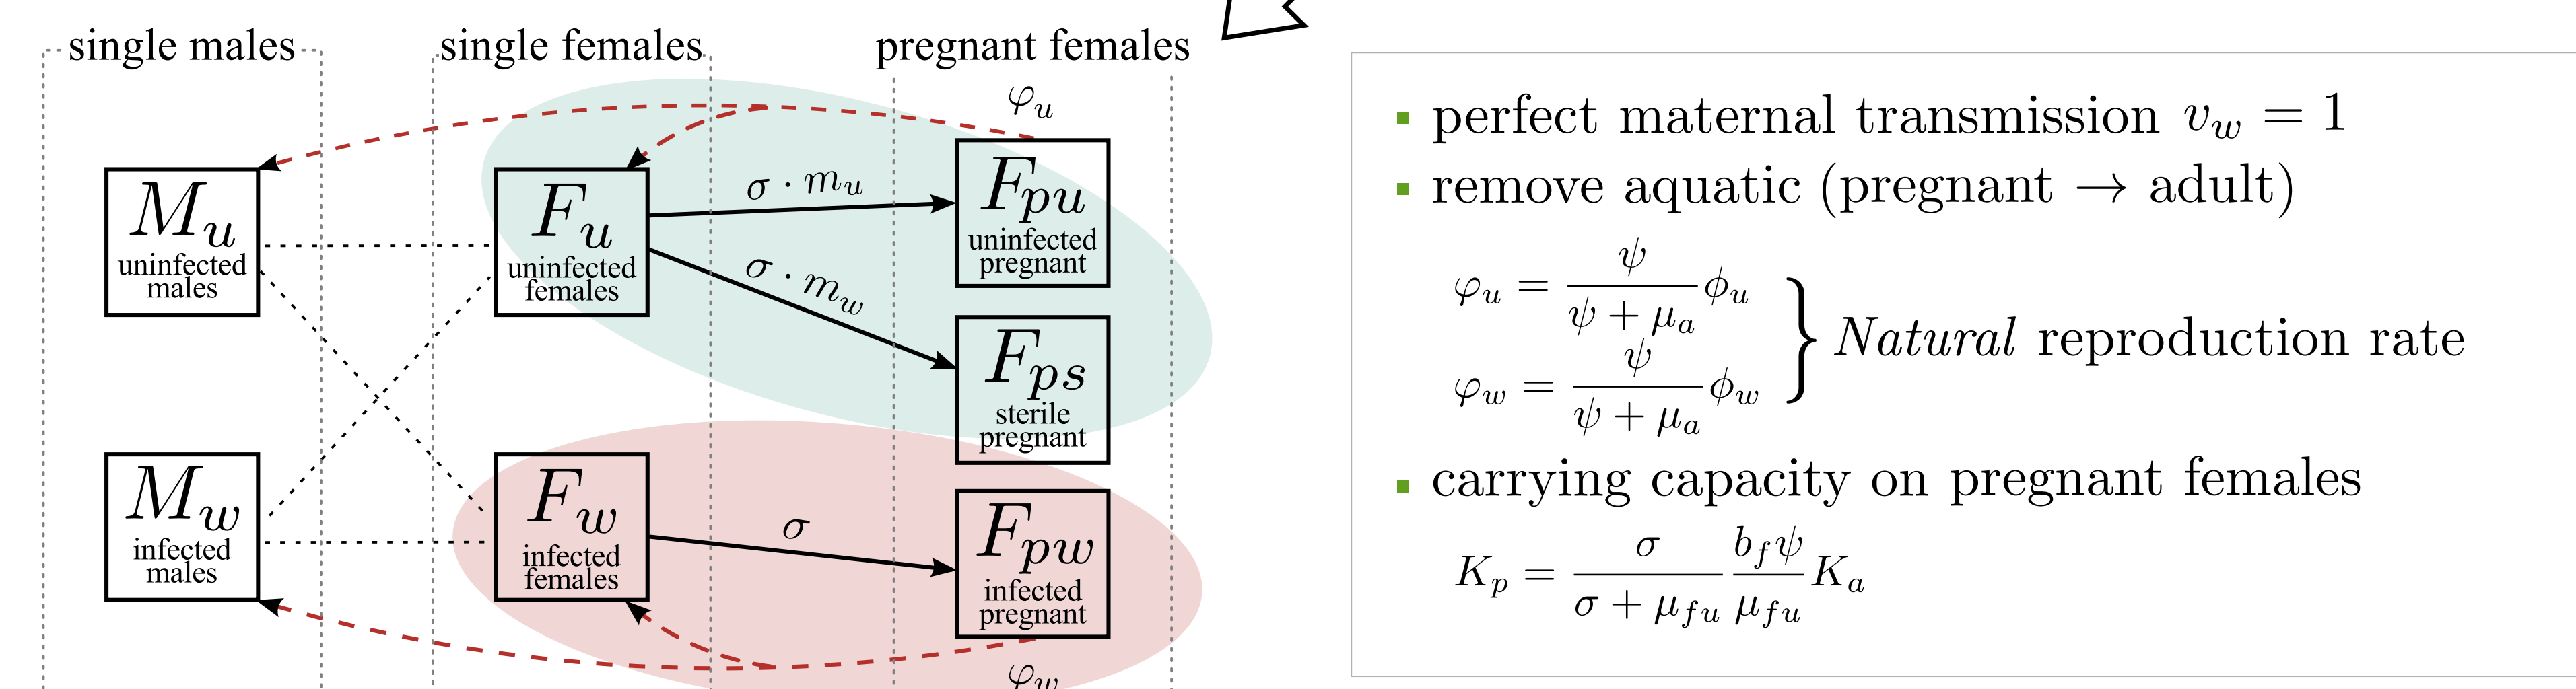 single males
single females
pregnant females
φ_u
M_u
uninfected
males
F_u
uninfected
females
σ · m_u
σ · m_w
F_pu
uninfected
pregnant
F_ps
sterile
pregnant
M_w
infected
males
F_w
infected
females
σ
F_pw
infected
pregnant
φ_w
▪ perfect maternal transmission v_w = 1
▪ remove aquatic (pregnant → adult)
φ_u = ψ/(ψ + μ_a) ϕ_u
φ_w = ψ/(ψ + μ_a) ϕ_w
} Natural reproduction rate
▪ carrying capacity on pregnant females
K_p = σ/(σ + μ_fu) b_f ψ/μ_fu K_a